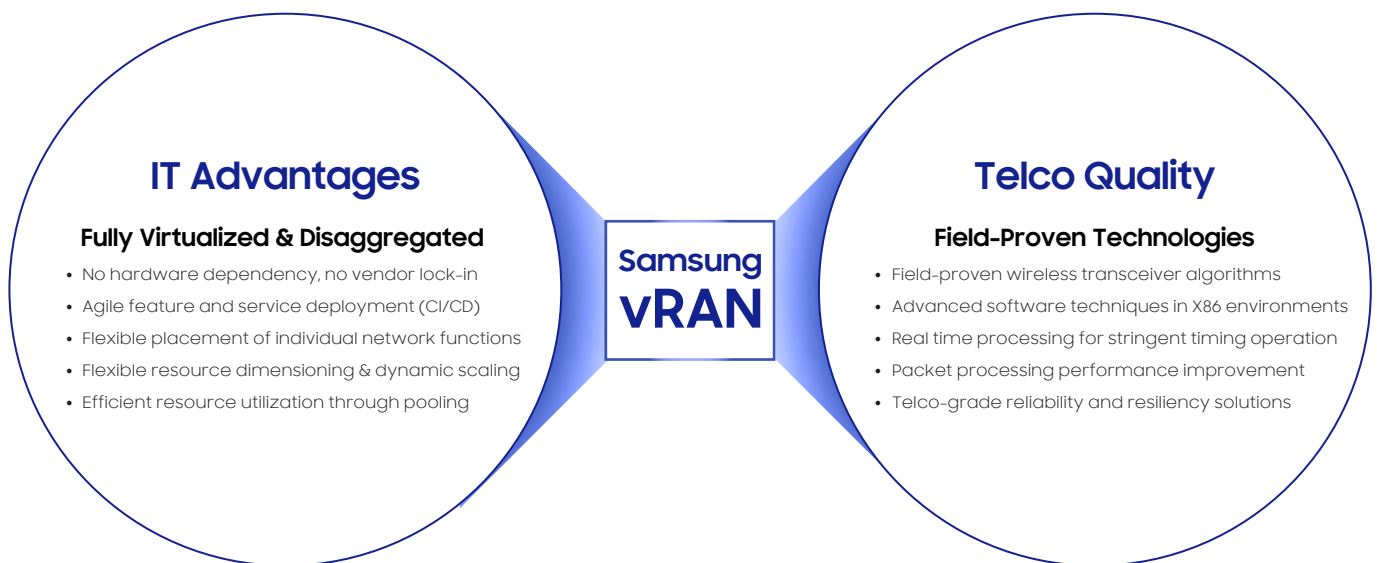 IT Advantages
Fully Virtualized & Disaggregated
• No hardware dependency, no vendor lock-in
• Agile feature and service deployment (CI/CD)
• Flexible placement of individual network functions
• Flexible resource dimensioning & dynamic scaling
• Efficient resource utilization through pooling
Samsung
vRAN
Telco Quality
Field-Proven Technologies
• Field-proven wireless transceiver algorithms
• Advanced software techniques in X86 environments
• Real time processing for stringent timing operation
• Packet processing performance improvement
• Telco-grade reliability and resiliency solutions